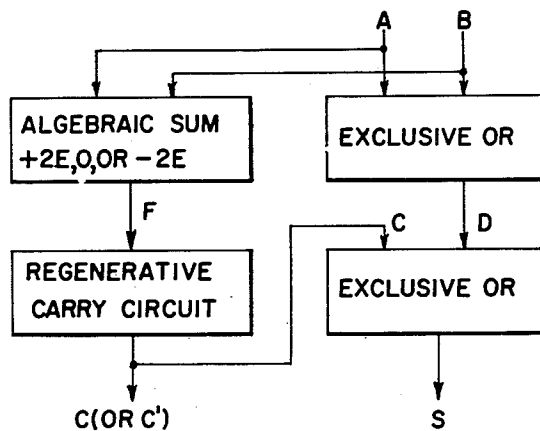 A B
ALGEBRAIC SUM
+2E,0,OR -2E
EXCLUSIVE OR
F
C D
REGENERATIVE
CARRY CIRCUIT
EXCLUSIVE OR
C(OR C')
S